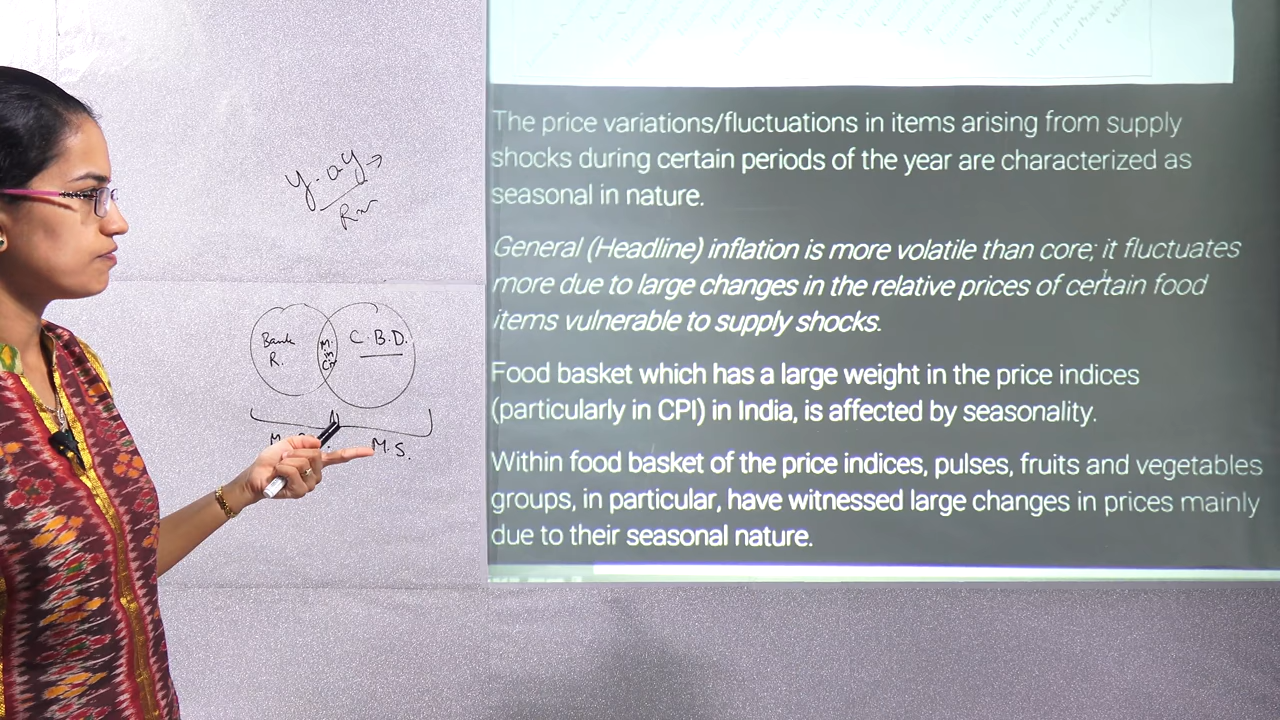 y. ay →
Bank
R.
M.
in
Cr
C. B. D.
M.S.
The price variations/fluctuations in items arising from supply
shocks during certain periods of the year are characterized as
seasonal in nature.
General (Headline) inflation is more volatile than core; it fluctuates
more due to large changes in the relative prices of certain food
items vulnerable to supply shocks.
Food basket which has a large weight in the price indices
(particularly in CPI) in India, is affected by seasonality.
Within food basket of the price indices, pulses, fruits and vegetables
groups, in particular, have witnessed large changes in prices mainly
due to their seasonal nature.